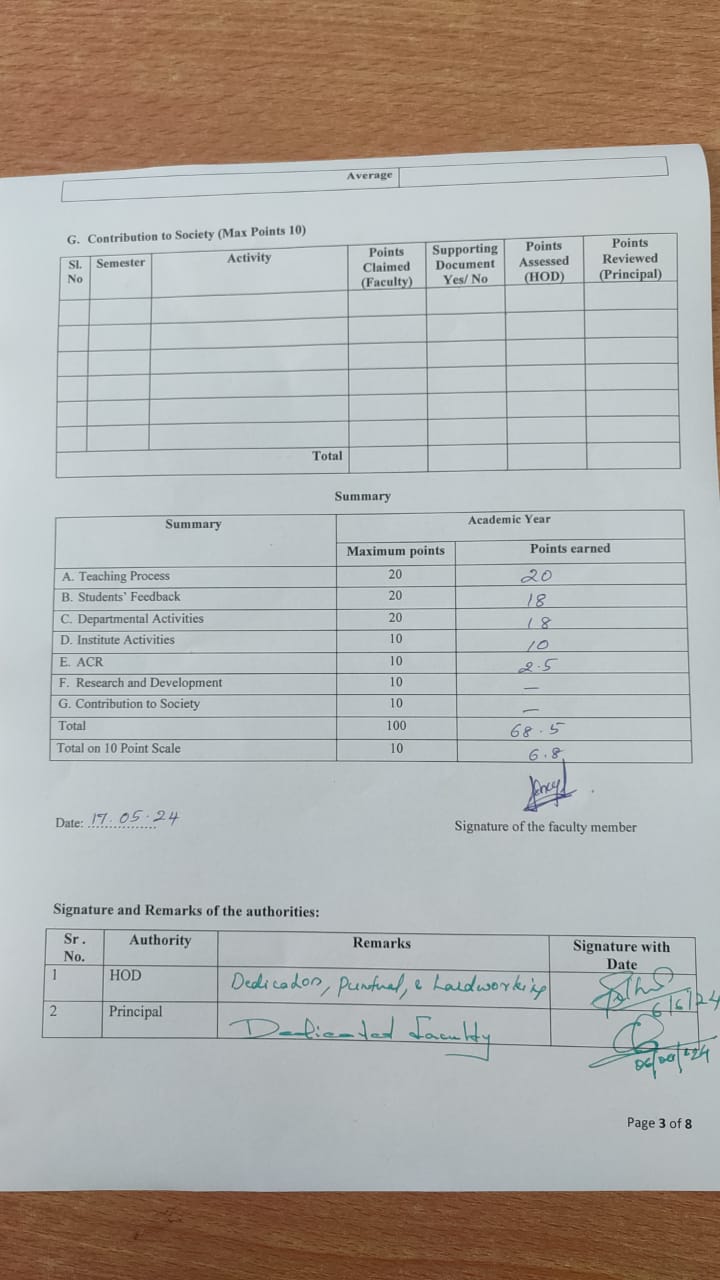 Average
G. Contribution to Society (Max Points 10)
Sl. No Semester Activity Points Claimed (Faculty) Supporting Document Yes/ No Points Assessed (HOD) Points Reviewed (Principal)
Total
Summary
Summary Academic Year
Maximum points Points earned
A. Teaching Process 20 20
B. Students' Feedback 20 18
C. Departmental Activities 20 18
D. Institute Activities 10 10
E. ACR 10 2.5
F. Research and Development 10 —
G. Contribution to Society 10 —
Total 100 68.5
Total on 10 Point Scale 10 6.8
Date: 17.05.24
Signature of the faculty member
Signature and Remarks of the authorities:
Sr. No. Authority Remarks Signature with Date
1 HOD Dedicador, Punctual, & hardworking 6/6/24
2 Principal Dedicated faculty
Page 3 of 8